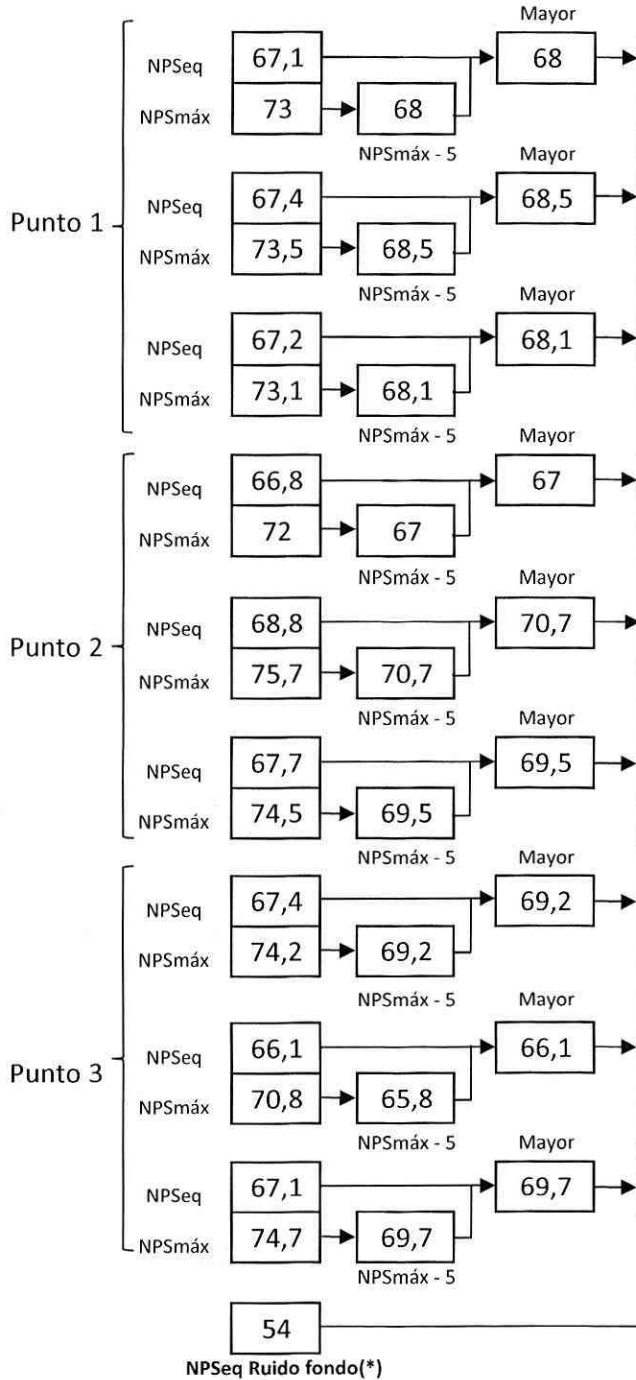 Mayor
NPSeq 67,1 68
NPSmáx 73 68
NPSmáx - 5 Mayor
NPSeq 67,4 68,5
Punto 1
NPSmáx 73,5 68,5
NPSmáx - 5 Mayor
NPSeq 67,2 68,1
NPSmáx 73,1 68,1
NPSmáx - 5 Mayor
NPSeq 66,8 67
NPSmáx 72 67
NPSmáx - 5 Mayor
NPSeq 68,8 70,7
Punto 2
NPSmáx 75,7 70,7
NPSmáx - 5 Mayor
NPSeq 67,7 69,5
NPSmáx 74,5 69,5
NPSmáx - 5 Mayor
NPSeq 67,4 69,2
NPSmáx 74,2 69,2
NPSmáx - 5 Mayor
NPSeq 66,1 66,1
Punto 3
NPSmáx 70,8 65,8
NPSmáx - 5 Mayor
NPSeq 67,1 69,7
NPSmáx 74,7 69,7
NPSmáx - 5
54
NPSeq Ruido fondo(*)